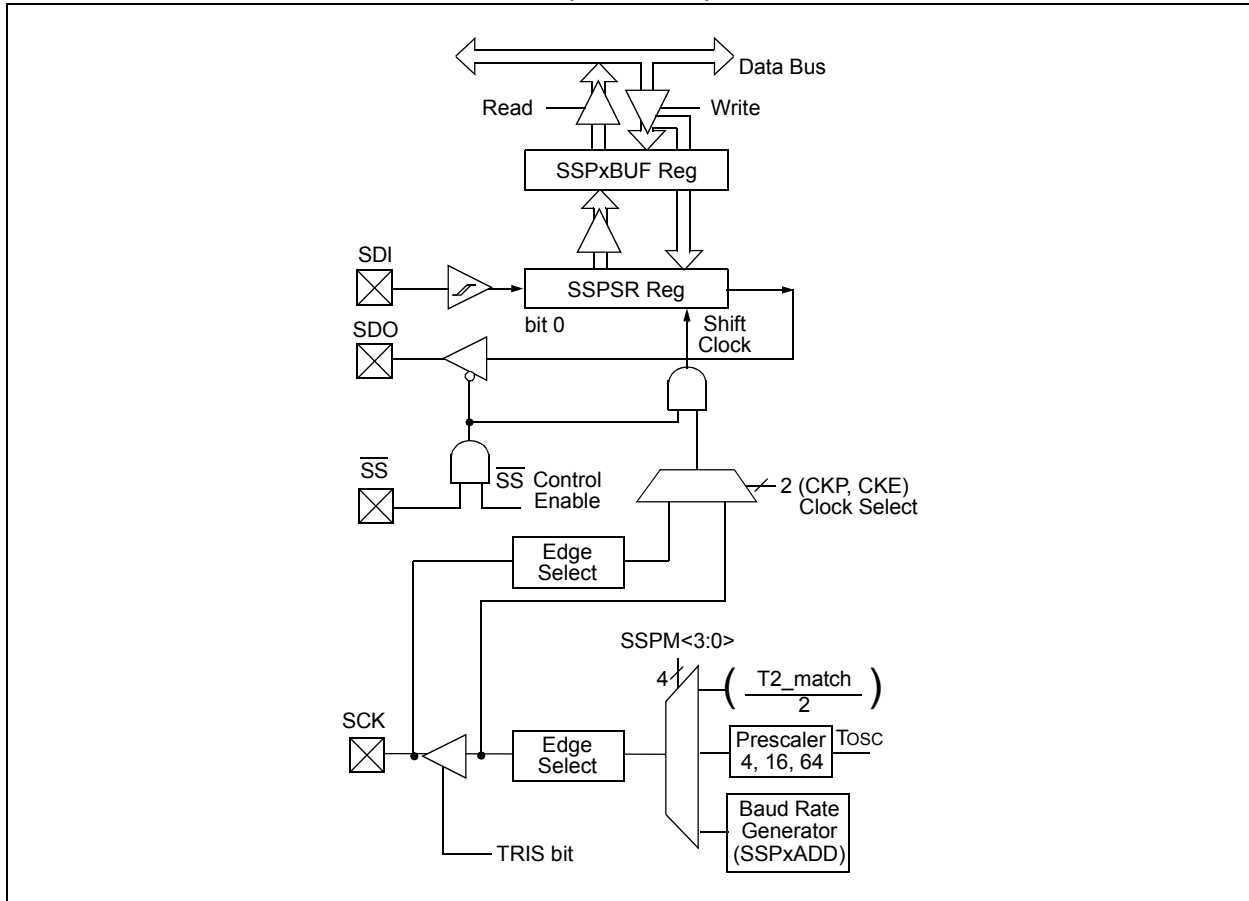 Data Bus
Read
Write
SSPxBUF Reg
SDI
SSPSR Reg
bit 0
Shift
Clock
SDO
SS
SS Control
Enable
2 (CKP, CKE)
Clock Select
Edge
Select
SSPM<3:0>
4
( T2_match
2 )
SCK
Edge
Select
Prescaler
4, 16, 64
TOSC
Baud Rate
Generator
(SSPxADD)
TRIS bit